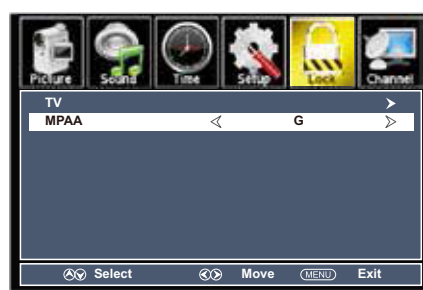 Picture Sound Time Setup Lock Channel
TV
MPAA G
Select Move MENU Exit